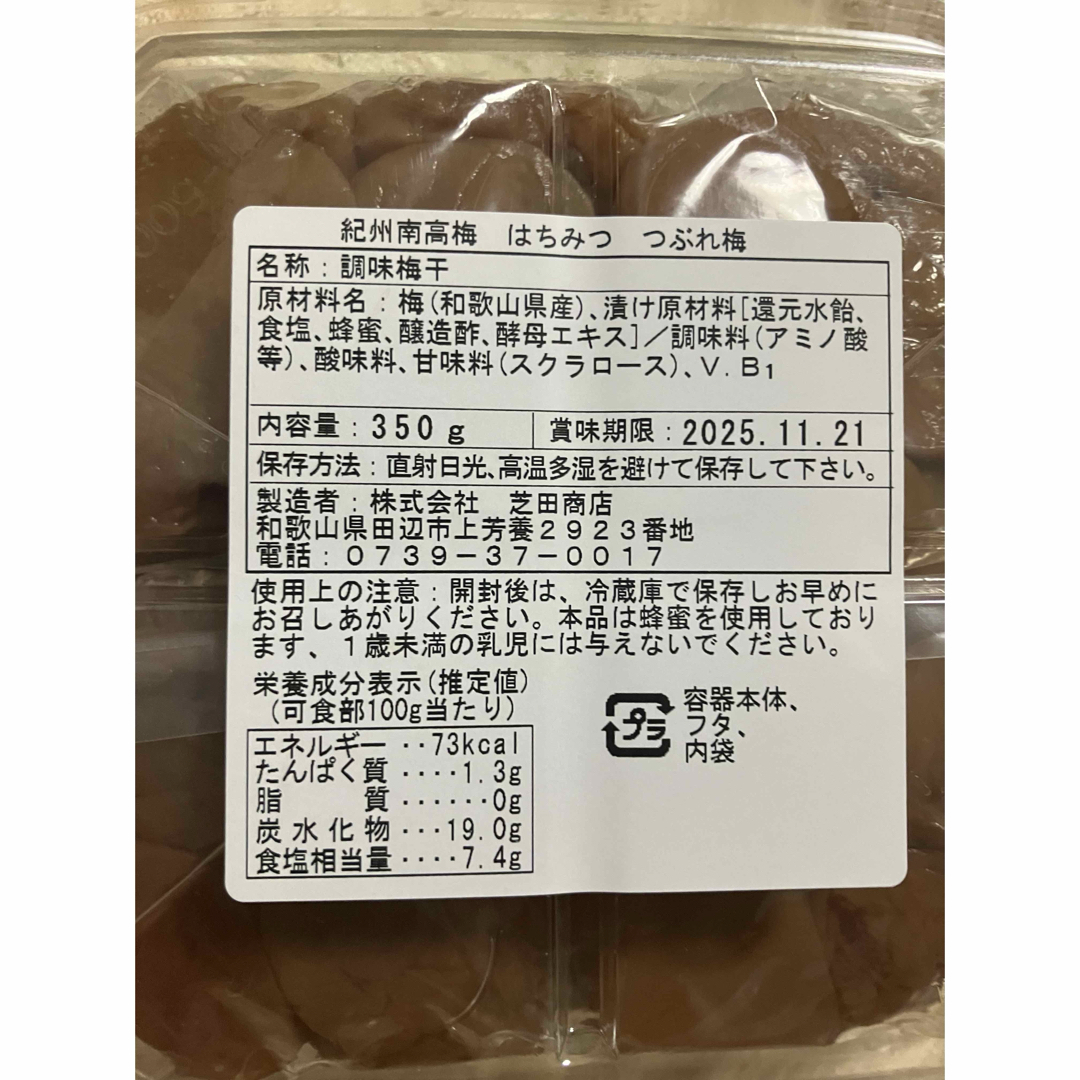 紀州南高梅　はちみつ　つぶれ梅
名称：調味梅干
原材料名：梅(和歌山県産)、漬け原材料[還元水飴、
食塩、蜂蜜、醸造酢、酵母エキス]／調味料(アミノ酸
等)、酸味料、甘味料(スクラロース)、V.B1
内容量：350g　賞味期限：2025.11.21
保存方法：直射日光、高温多湿を避けて保存して下さい。
製造者：株式会社　芝田商店
和歌山県田辺市上芳養２９２３番地
電話：０７３９－３７－００１７
使用上の注意：開封後は、冷蔵庫で保存しお早めに
お召しあがりください。本品は蜂蜜を使用しており
ます、１歳未満の乳児には与えないでください。
栄養成分表示(推定値)
(可食部100g当たり)
エネルギー‥‥73kcal
たんぱく質‥‥1.3g
脂　　質‥‥‥0g
炭水化物‥‥19.0g
食塩相当量‥‥7.4g
プラ
容器本体、
フタ、
内袋